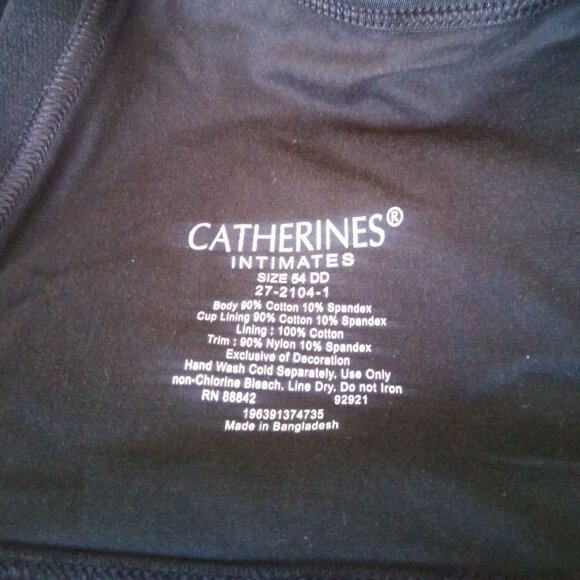 CATHERINES®
INTIMATES
SIZE 54 DD
27-2104-1
Body 90% Cotton 10% Spandex
Cup Lining 90% Cotton 10% Spandex
Lining : 100% Cotton
Trim : 90% Nylon 10% Spandex
Exclusive of Decoration
Hand Wash Cold Separately, Use Only
non-Chlorine Bleach, Line Dry, Do not Iron
RN 88842 92921
196391374735
Made in Bangladesh